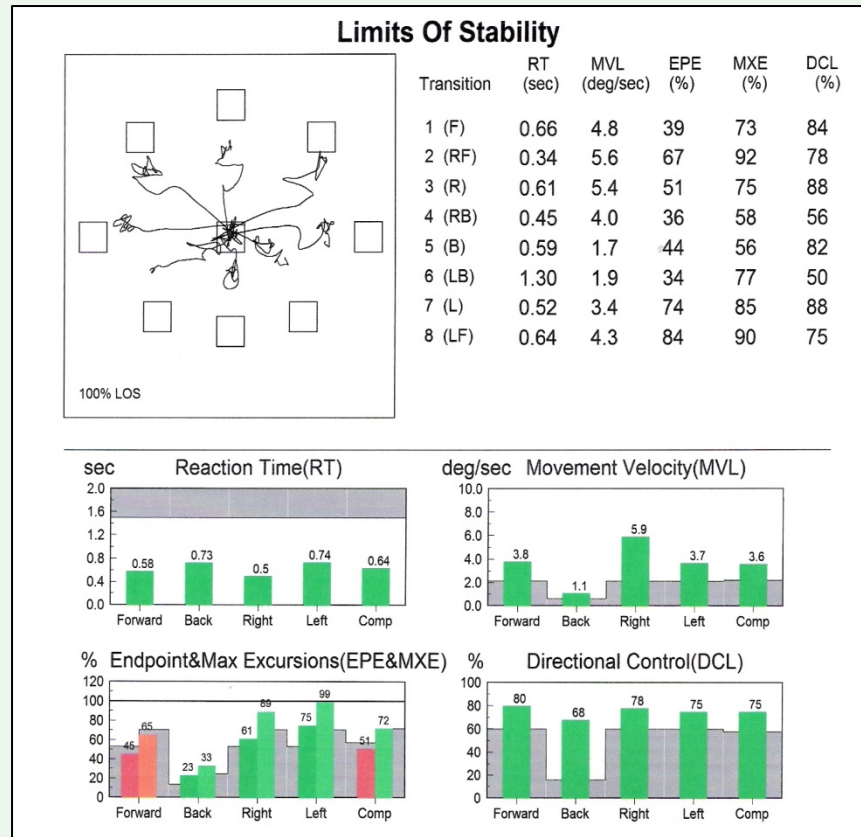 Limits Of Stability
Transition RT (sec) MVL (deg/sec) EPE (%) MXE (%) DCL (%)
1 (F) 0.66 4.8 39 73 84
2 (RF) 0.34 5.6 67 92 78
3 (R) 0.61 5.4 51 75 88
4 (RB) 0.45 4.0 36 58 56
5 (B) 0.59 1.7 44 56 82
6 (LB) 1.30 1.9 34 77 50
7 (L) 0.52 3.4 74 85 88
8 (LF) 0.64 4.3 84 90 75
100% LOS
sec Reaction Time(RT)
2.0
1.6
1.2
0.8
0.4
0.0
0.58 0.73 0.5 0.74 0.64
Forward Back Right Left Comp
deg/sec Movement Velocity(MVL)
10.0
8.0
6.0
4.0
2.0
0.0
3.8 1.1 5.9 3.7 3.6
Forward Back Right Left Comp
% Endpoint&Max Excursions(EPE&MXE)
120
100
80
60
40
20
0
45 65 23 33 61 89 75 99 51 72
Forward Back Right Left Comp
% Directional Control(DCL)
100
80
60
40
20
0
80 68 78 75 75
Forward Back Right Left Comp